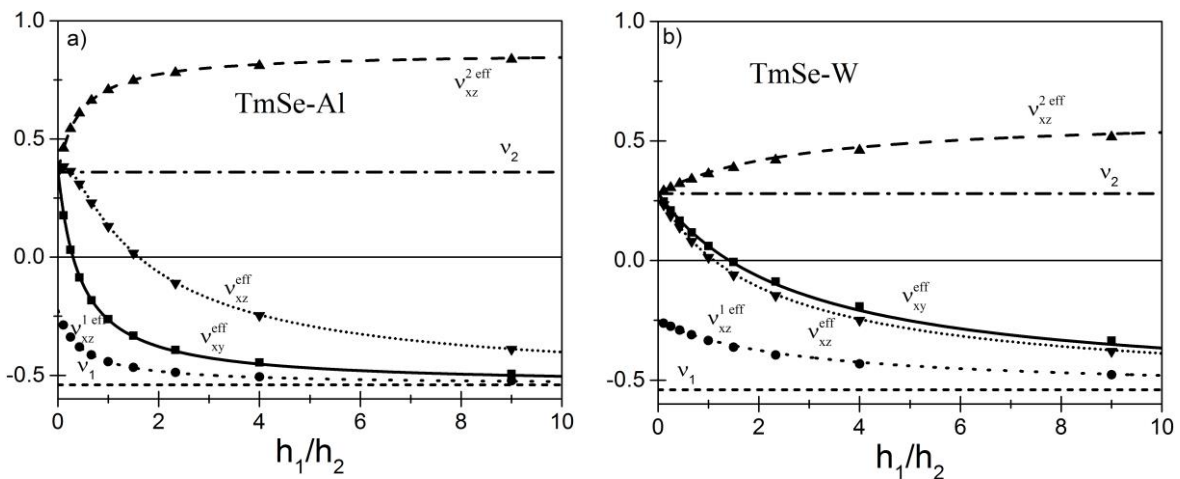 a)
1.0
0.5
0.0
-0.5
TmSe-Al
ν_xz^{2 eff}
ν_2
ν_xz^{eff}
ν_xz^{1 eff}
ν_xy^{eff}
ν_1
0 2 4 6 8 10
h_1/h_2
b)
1.0
0.5
0.0
-0.5
TmSe-W
ν_xz^{2 eff}
ν_2
ν_xy^{eff}
ν_xz^{1 eff}
ν_xz^{eff}
ν_1
0 2 4 6 8 10
h_1/h_2